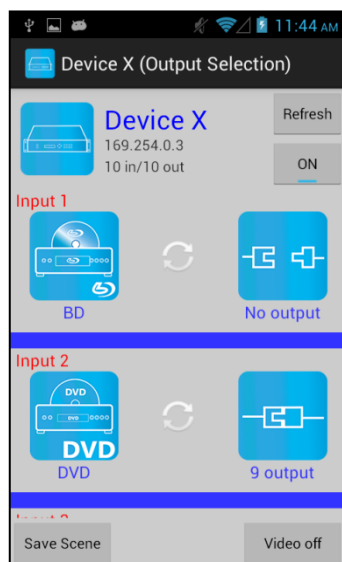 11:44 AM
Device X (Output Selection)
Device X
169.254.0.3
10 in/10 out
Refresh
ON
Input 1
BD
No output
Input 2
DVD
DVD
DVD
9 output
Save Scene
Video off